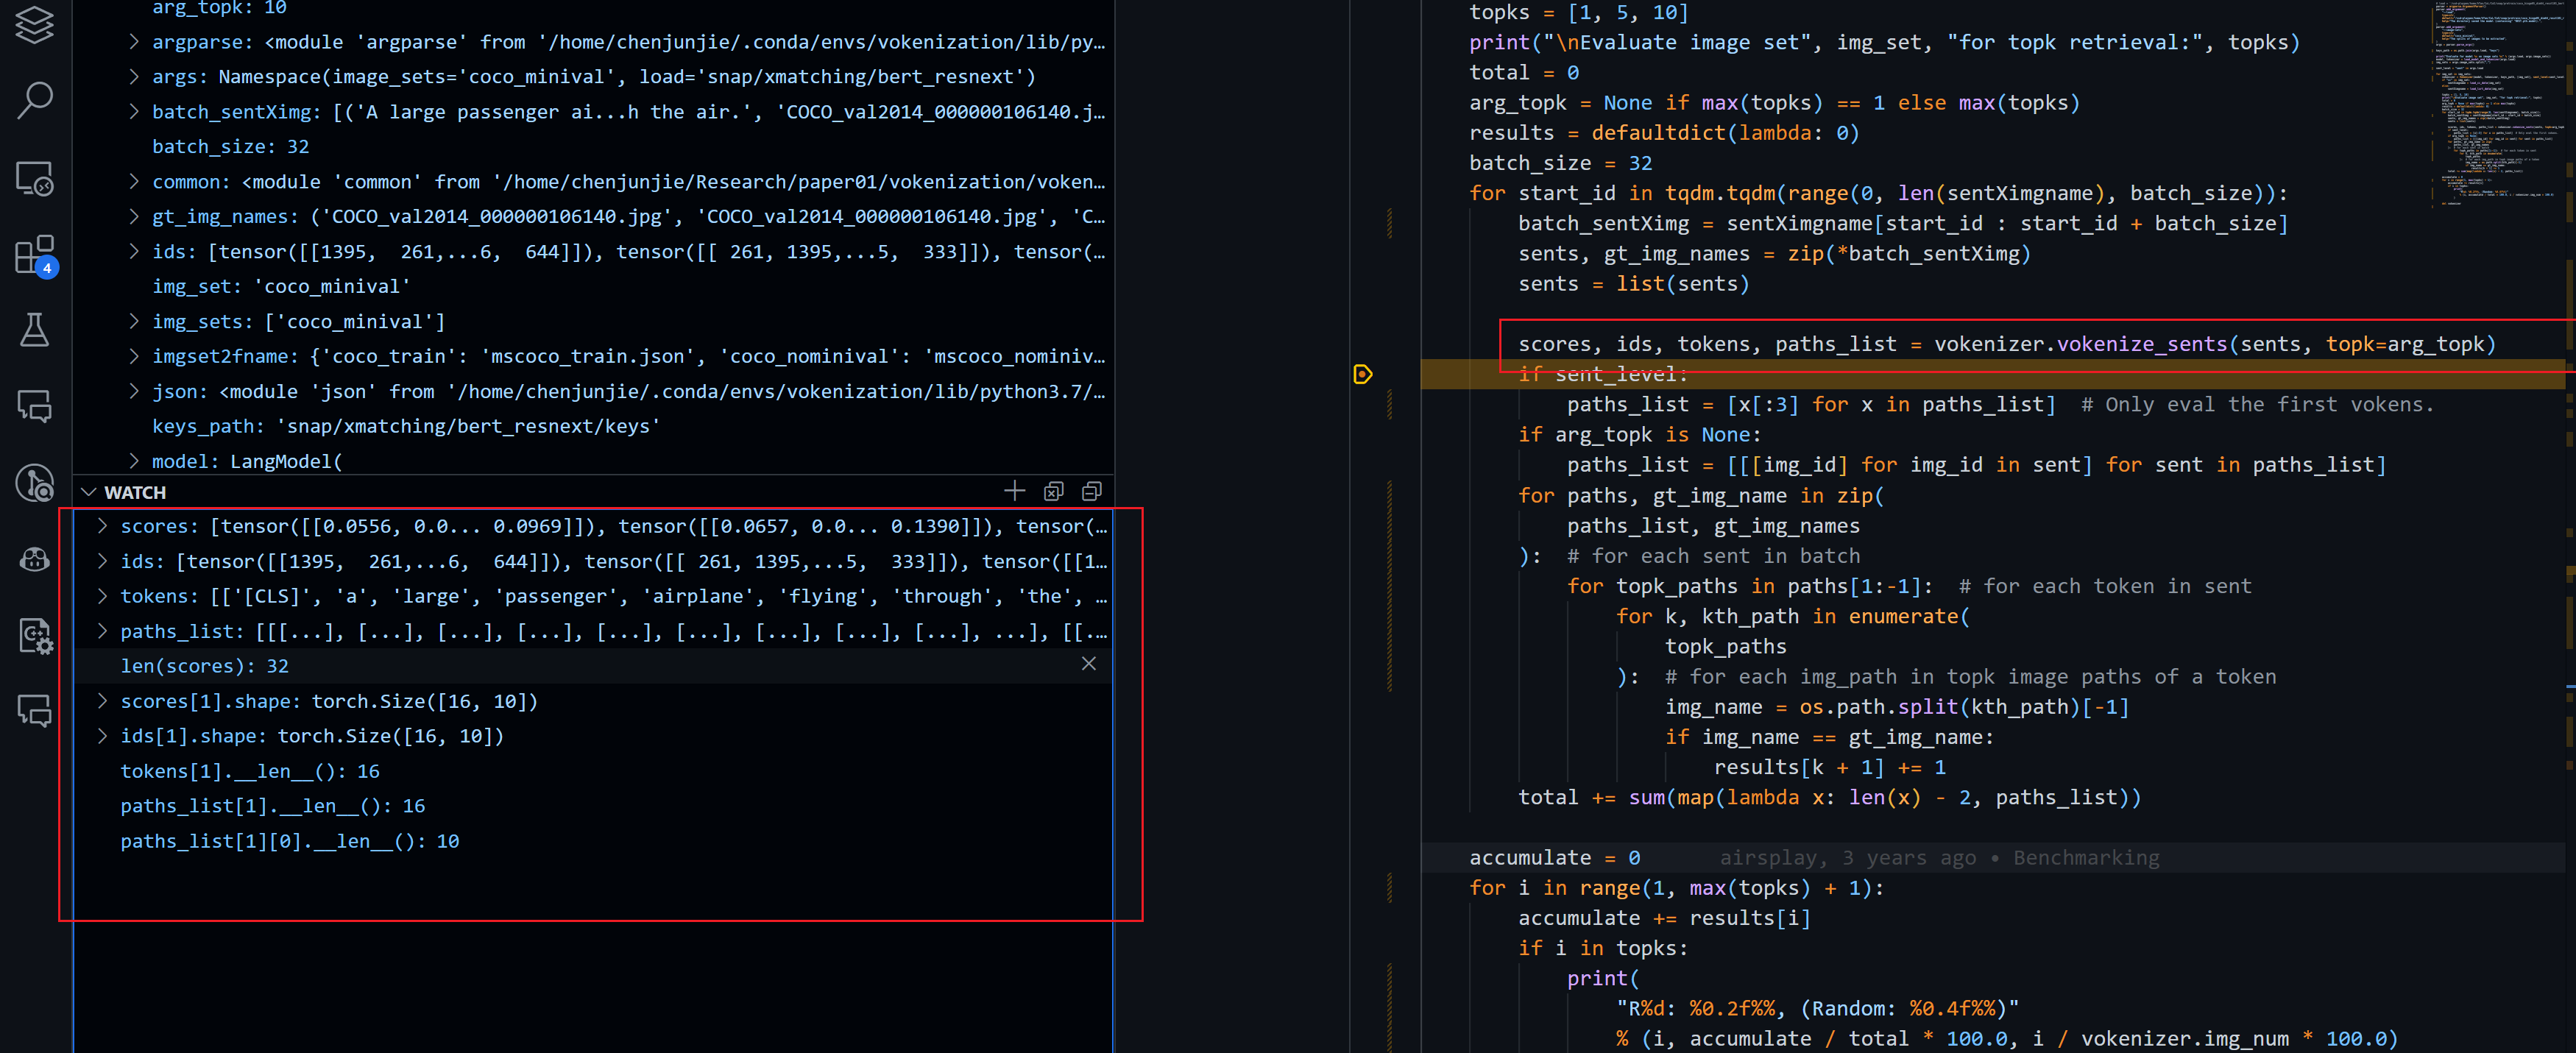 arg_topk: 10
argparse: <module 'argparse' from '/home/chenjunjie/.conda/envs/vokenization/lib/py…
args: Namespace(image_sets='coco_minival', load='snap/xmatching/bert_resnext')
batch_sentXimg: [('A large passenger ai...h the air.', 'COCO_val2014_000000106140.j…
batch_size: 32
common: <module 'common' from '/home/chenjunjie/Research/paper01/vokenization/voken…
gt_img_names: ('COCO_val2014_000000106140.jpg', 'COCO_val2014_000000106140.jpg', 'C…
ids: [tensor([[1395,  261,...6,  644]]), tensor([[ 261, 1395,...5,  333]]), tensor(…
img_set: 'coco_minival'
img_sets: ['coco_minival']
imgset2fname: {'coco_train': 'mscoco_train.json', 'coco_nominival': 'mscoco_nominiv…
json: <module 'json' from '/home/chenjunjie/.conda/envs/vokenization/lib/python3.7/…
keys_path: 'snap/xmatching/bert_resnext/keys'
model: LangModel(
4
WATCH
scores: [tensor([[0.0556, 0.0... 0.0969]]), tensor([[0.0657, 0.0... 0.1390]]), tensor(…
ids: [tensor([[1395,  261,...6,  644]]), tensor([[ 261, 1395,...5,  333]]), tensor([[1…
tokens: [['[CLS]', 'a', 'large', 'passenger', 'airplane', 'flying', 'through', 'the', …
paths_list: [[[...], [...], [...], [...], [...], [...], [...], [...], [...], ...], [[.…
len(scores): 32
scores[1].shape: torch.Size([16, 10])
ids[1].shape: torch.Size([16, 10])
tokens[1].__len__(): 16
paths_list[1].__len__(): 16
paths_list[1][0].__len__(): 10
topks = [1, 5, 10]
print("\nEvaluate image set", img_set, "for topk retrieval:", topks)
total = 0
arg_topk = None if max(topks) == 1 else max(topks)
results = defaultdict(lambda: 0)
batch_size = 32
for start_id in tqdm.tqdm(range(0, len(sentXimgname), batch_size)):
batch_sentXimg = sentXimgname[start_id : start_id + batch_size]
sents, gt_img_names = zip(*batch_sentXimg)
sents = list(sents)
scores, ids, tokens, paths_list = vokenizer.vokenize_sents(sents, topk=arg_topk)
if sent_level:
paths_list = [x[:3] for x in paths_list]  # Only eval the first vokens.
if arg_topk is None:
paths_list = [[[img_id] for img_id in sent] for sent in paths_list]
for paths, gt_img_name in zip(
paths_list, gt_img_names
):  # for each sent in batch
for topk_paths in paths[1:-1]:  # for each token in sent
for k, kth_path in enumerate(
topk_paths
):  # for each img_path in topk image paths of a token
img_name = os.path.split(kth_path)[-1]
if img_name == gt_img_name:
results[k + 1] += 1
total += sum(map(lambda x: len(x) - 2, paths_list))
accumulate = 0 airsplay, 3 years ago • Benchmarking
for i in range(1, max(topks) + 1):
accumulate += results[i]
if i in topks:
print(
"R%d: %0.2f%%, (Random: %0.4f%%)"
% (i, accumulate / total * 100.0, i / vokenizer.img_num * 100.0)